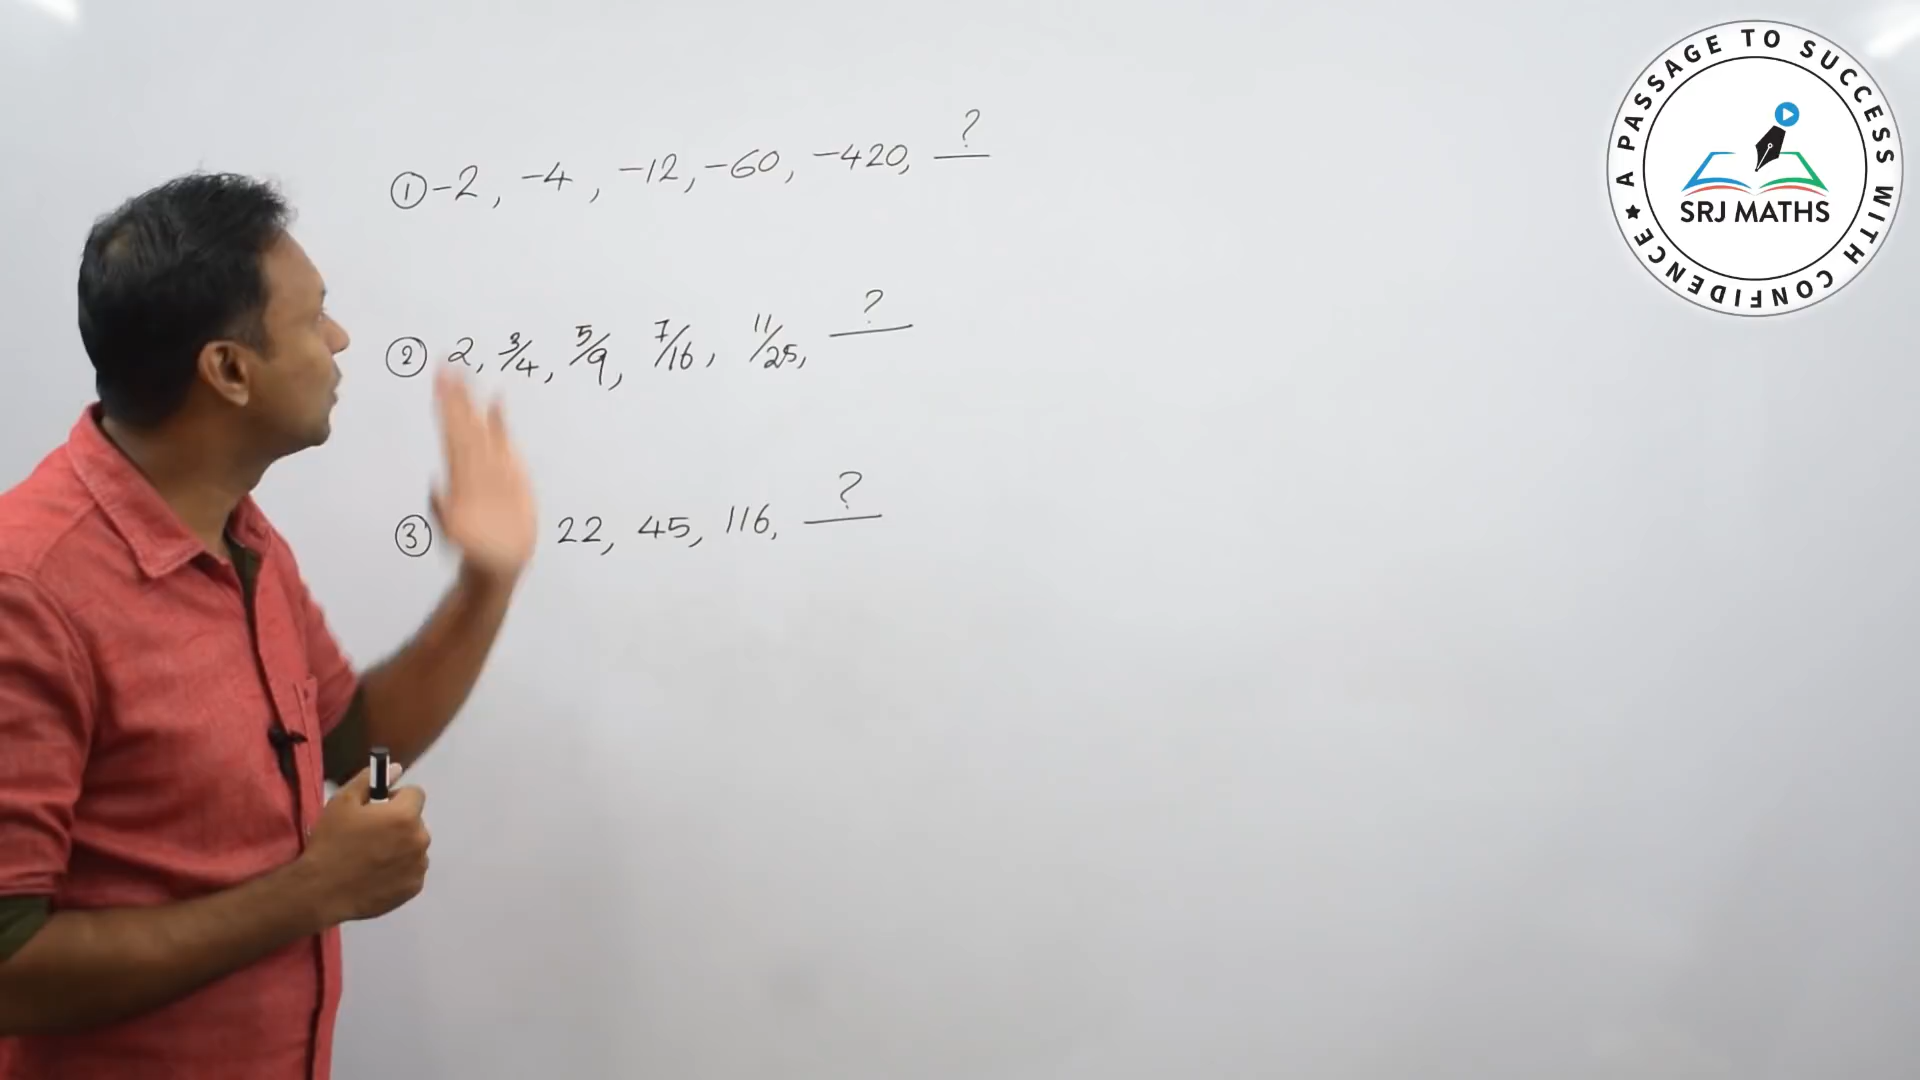 ① -2, -4, -12, -60, -420, ?
② 2, 3/4, 5/9, 7/16, 11/25, ?
③ 22, 45, 116, ?
A PASSAGE TO SUCCESS WITH CONFIDENCE ★
SRJ MATHS